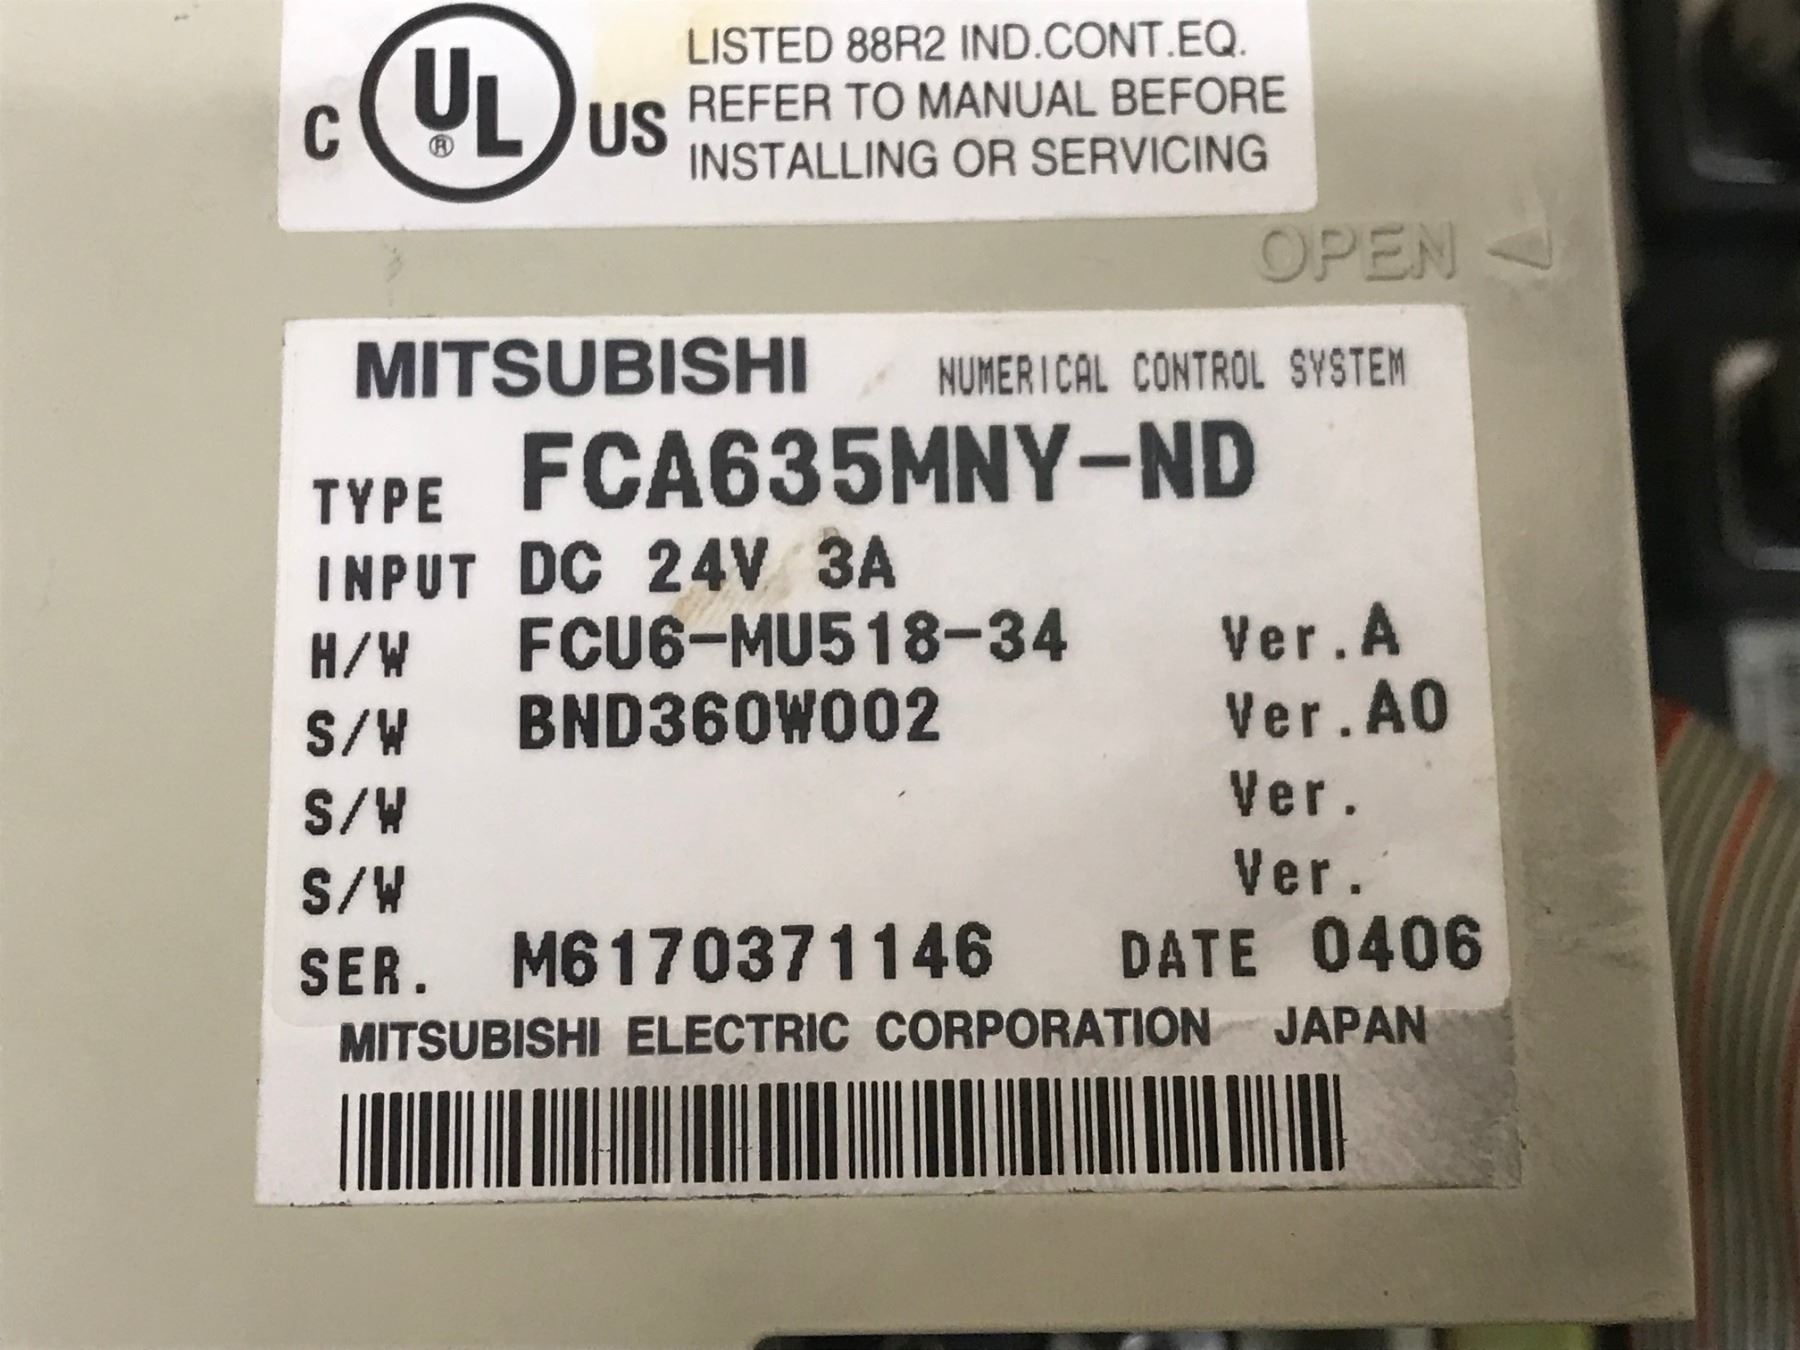 C UL® US LISTED 88R2 IND.CONT.EQ.
REFER TO MANUAL BEFORE
INSTALLING OR SERVICING
OPEN
MITSUBISHI NUMERICAL CONTROL SYSTEM
TYPE FCA635MNY-ND
INPUT DC 24V 3A
H/W FCU6-MU518-34 Ver.A
S/W BND360W002 Ver.A0
S/W Ver.
S/W Ver.
SER. M6170371146 DATE 0406
MITSUBISHI ELECTRIC CORPORATION JAPAN